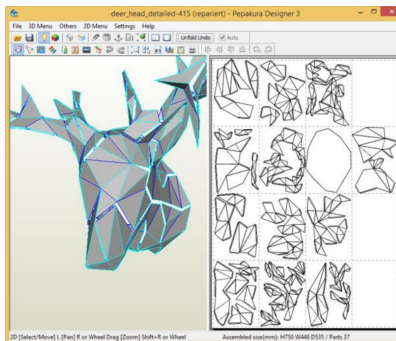 deer_head_detailed-415 (repariert) - Pepakura Designer 3
File 3D Menu Others 2D Menu Settings Help
Unfold Undo Auto
2D [Select/Move] L [Pan] R or Wheel Drag [Zoom] Shift+R or Wheel Assembled size(mm): H750 W448 D535 / Parts 37